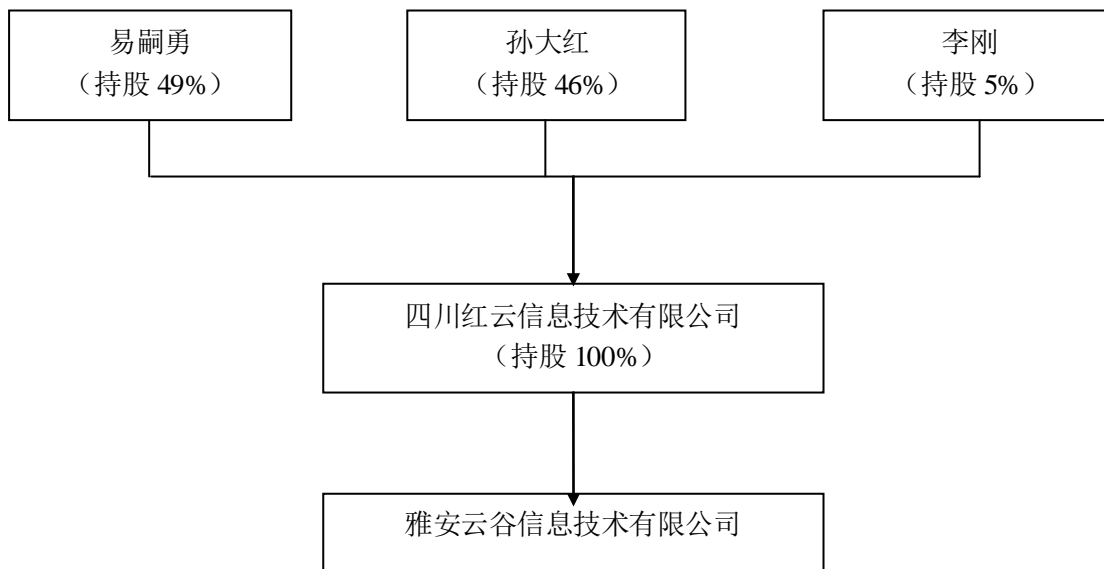 易嗣勇
（持股 49%）
孙大红
（持股 46%）
李刚
（持股 5%）
四川红云信息技术有限公司
（持股 100%）
雅安云谷信息技术有限公司